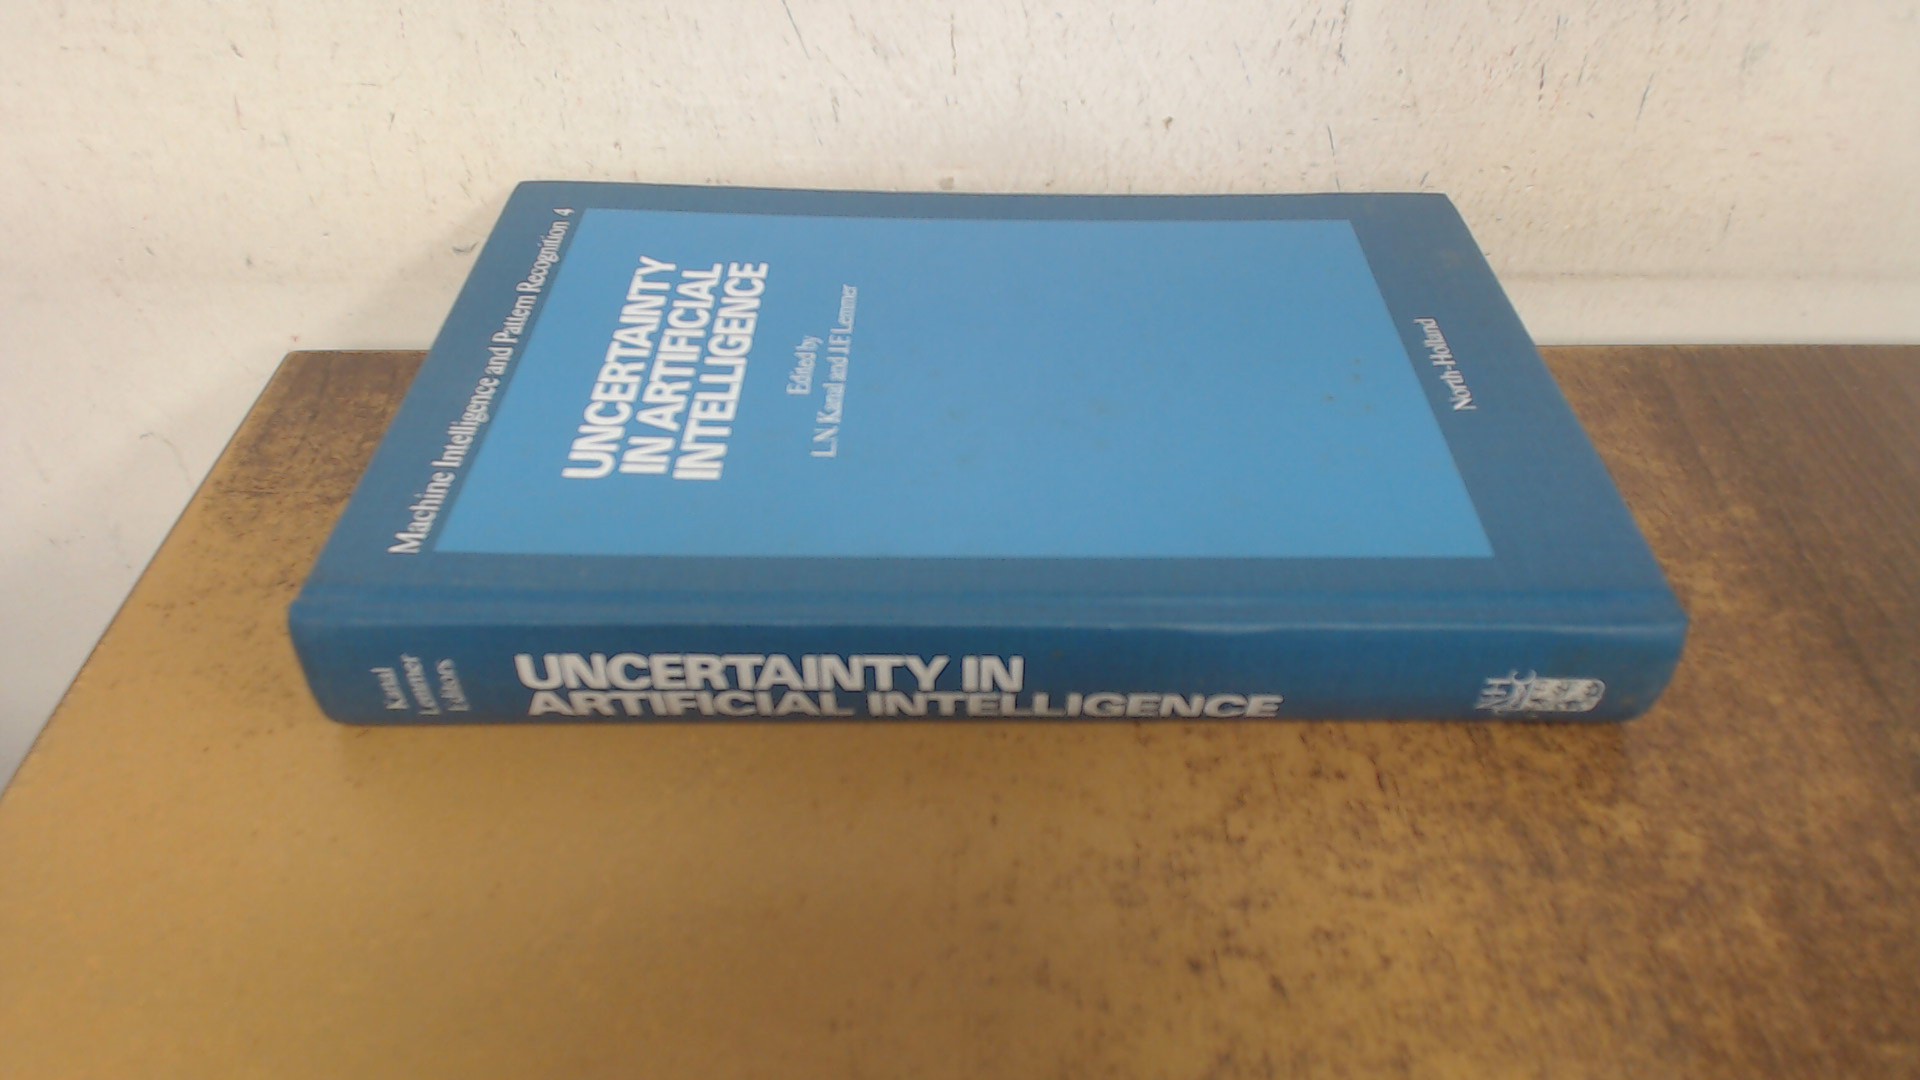 Machine Intelligence and Pattern Recognition 4
UNCERTAINTY
IN ARTIFICIAL
INTELLIGENCE
Edited by
L.N. Kanal and J.F. Lemmer
North-Holland
Kanal
Lemmer
Editors
UNCERTAINTY IN
ARTIFICIAL INTELLIGENCE